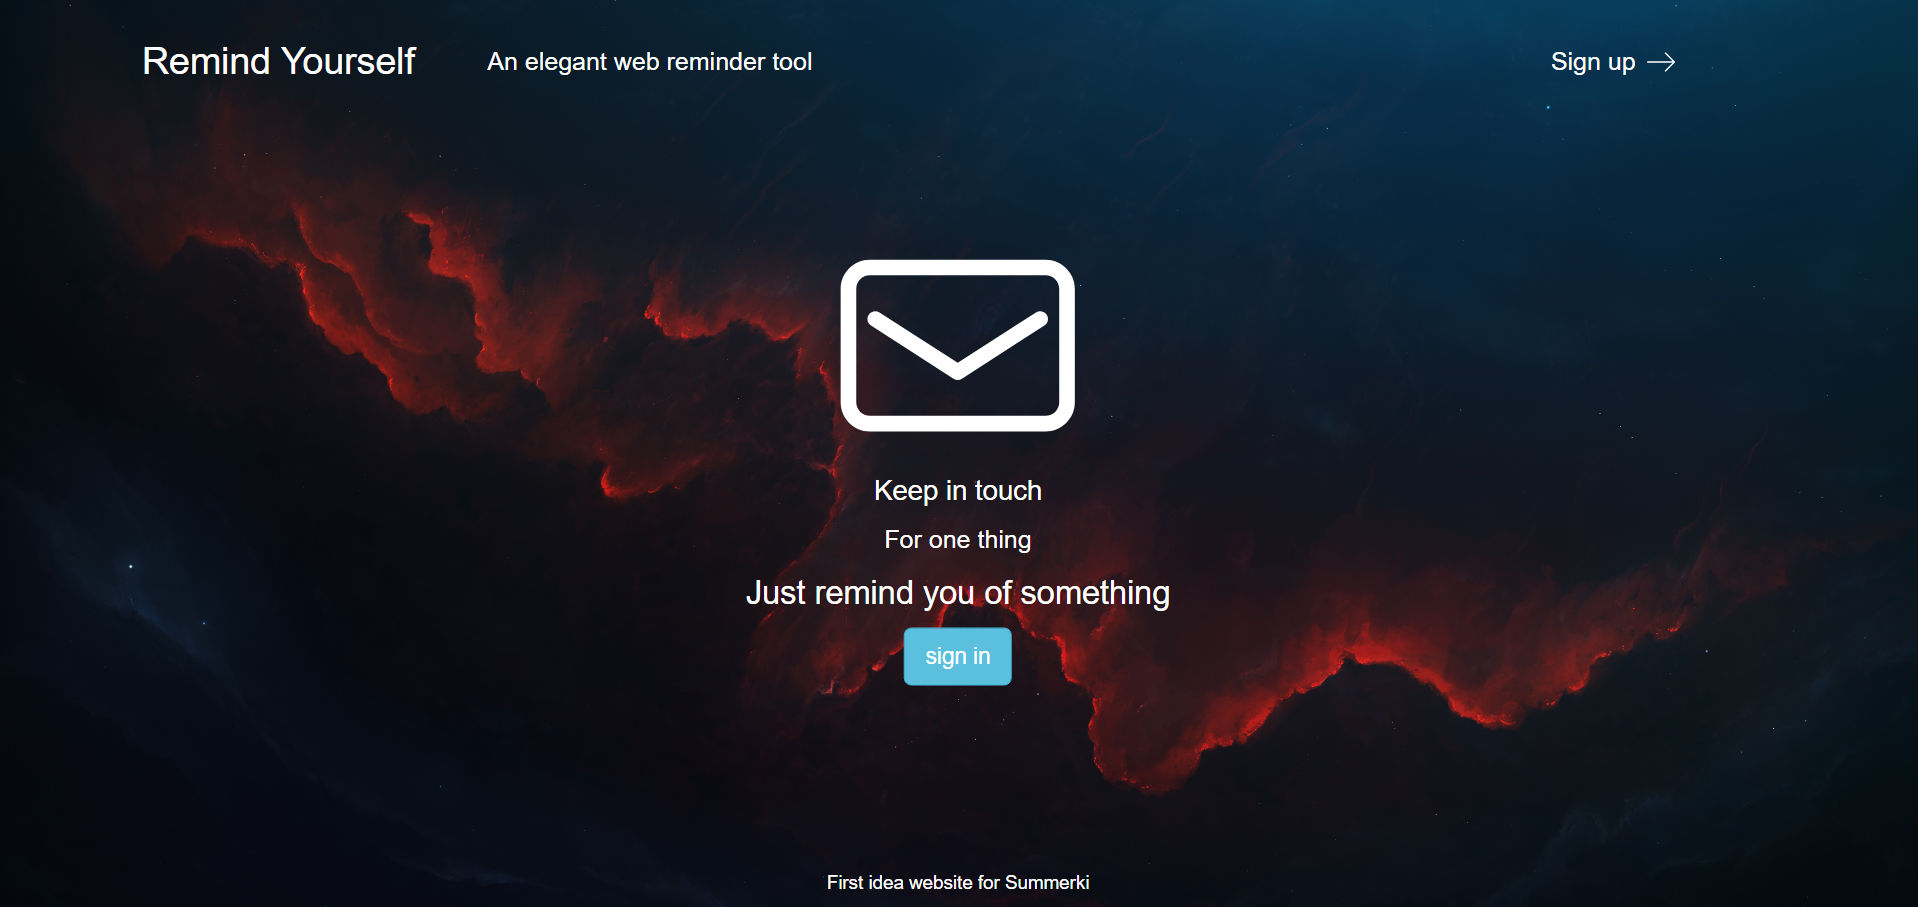 Remind Yourself
An elegant web reminder tool
Sign up
Keep in touch
For one thing
Just remind you of something
sign in
First idea website for Summerki